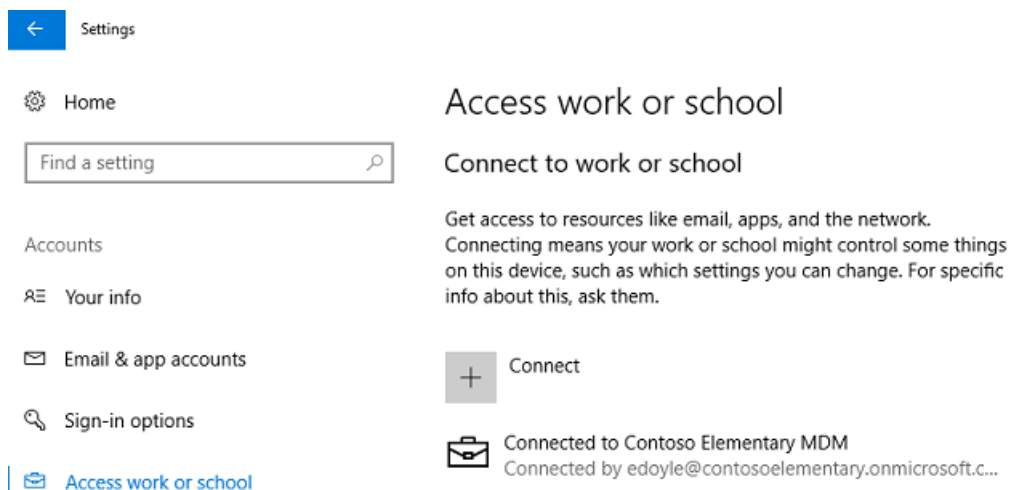 Settings
Home
Find a setting
Accounts
Your info
Email & app accounts
Sign-in options
Access work or school
Access work or school
Connect to work or school
Get access to resources like email, apps, and the network.
Connecting means your work or school might control some things
on this device, such as which settings you can change. For specific
info about this, ask them.
Connect
Connected to Contoso Elementary MDM
Connected by edoyle@contosoelementary.onmicrosoft.c...